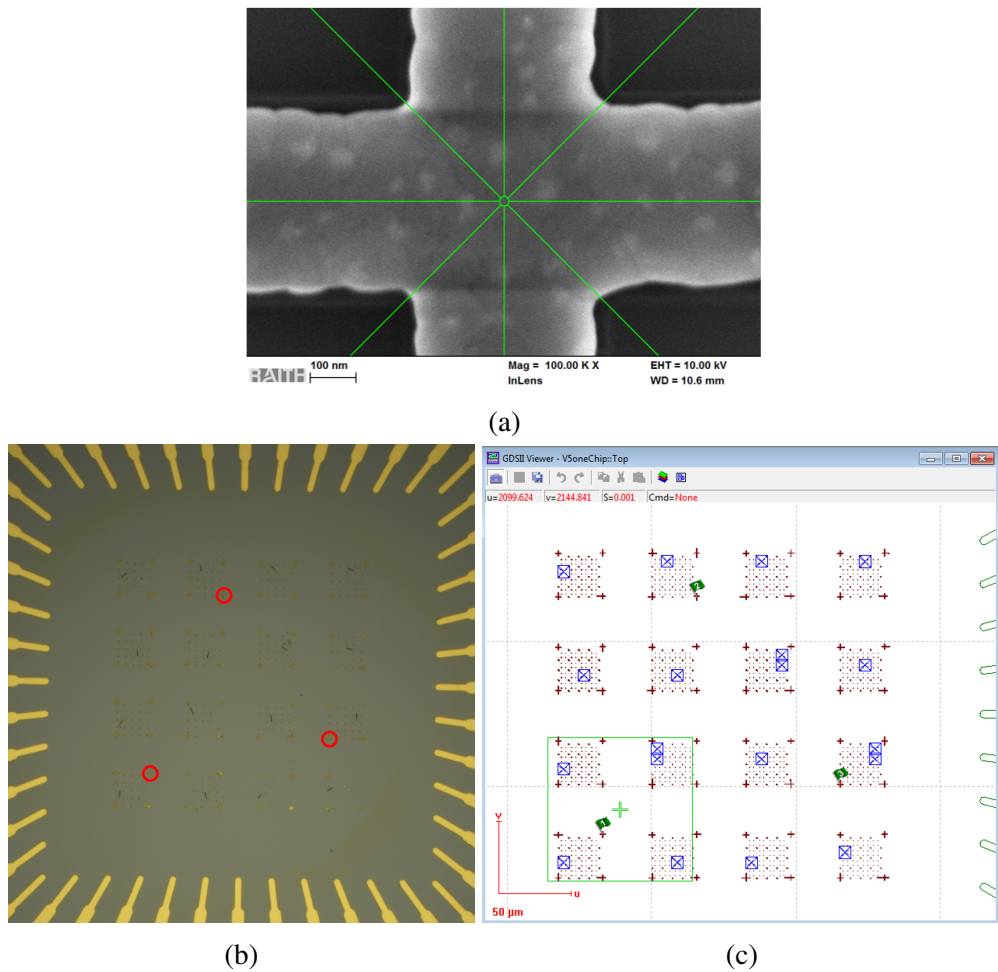 RAITH 100 nm Mag = 100.00 K X EHT = 10.00 kV
InLens WD = 10.6 mm
(a)
GDSII Viewer - V5oneChip::Top
u=2099.624 v=2144.841 S=0.001 Cmd=None
2
3
1
v
u
50 µm
(b) (c)